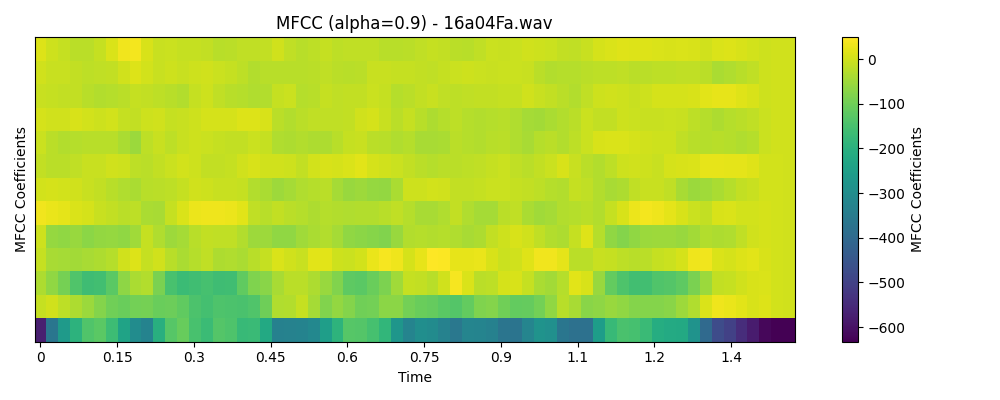 MFCC (alpha=0.9) - 16a04Fa.wav
MFCC Coefficients
0 0.15 0.3 0.45 0.6 0.75 0.9 1.1 1.2 1.4
Time
0
−100
−200
−300
−400
−500
−600
MFCC Coefficients